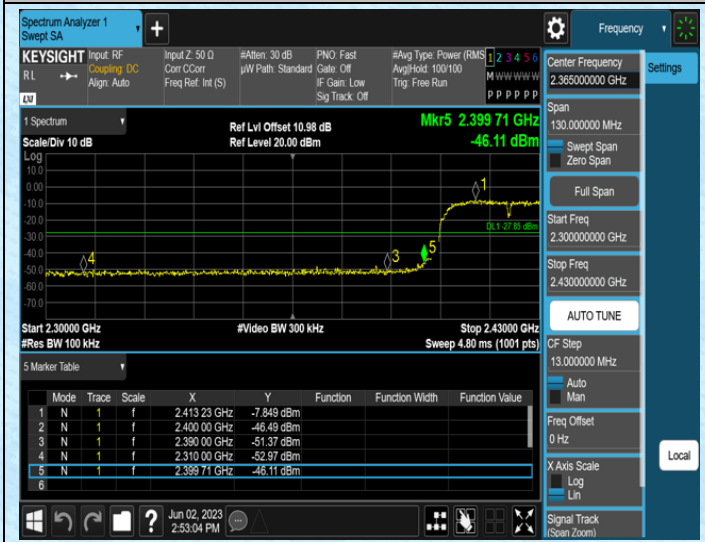 Spectrum Analyzer 1
Swept SA
+
Frequency
KEYSIGHT
RL
LXI
Input: RF
Coupling: DC
Align: Auto
Input Z: 50 Ω
Corr CCorr
Freq Ref: Int (S)
#Atten: 30 dB
µW Path: Standard
PNO: Fast
Gate: Off
IF Gain: Low
Sig Track: Off
#Avg Type: Power (RMS
Avg|Hold: 100/100
Trig: Free Run
1 2 3 4 5 6
M W W W W W
P P P P P P
1 Spectrum
Scale/Div 10 dB
Ref Lvl Offset 10.98 dB
Ref Level 20.00 dBm
Mkr5 2.399 71 GHz
-46.11 dBm
Log
10.0
0.00
-10.0
-20.0
-30.0
-40.0
-50.0
-60.0
-70.0
1
DL1 -27.85 dBm
4
3
5
Start 2.30000 GHz
#Res BW 100 kHz
#Video BW 300 kHz
Stop 2.43000 GHz
Sweep 4.80 ms (1001 pts)
5 Marker Table
Mode Trace Scale X Y Function Function Width Function Value
1 N 1 f 2.413 23 GHz -7.849 dBm
2 N 1 f 2.400 00 GHz -46.49 dBm
3 N 1 f 2.390 00 GHz -51.37 dBm
4 N 1 f 2.310 00 GHz -52.97 dBm
5 N 1 f 2.399 71 GHz -46.11 dBm
6
?
Jun 02, 2023
2:53:04 PM
Center Frequency
2.365000000 GHz
Settings
Span
130.000000 MHz
Swept Span
Zero Span
Full Span
Start Freq
2.300000000 GHz
Stop Freq
2.430000000 GHz
AUTO TUNE
CF Step
13.000000 MHz
Auto
Man
Freq Offset
0 Hz
X Axis Scale
Log
Lin
Local
Signal Track
(Span Zoom)